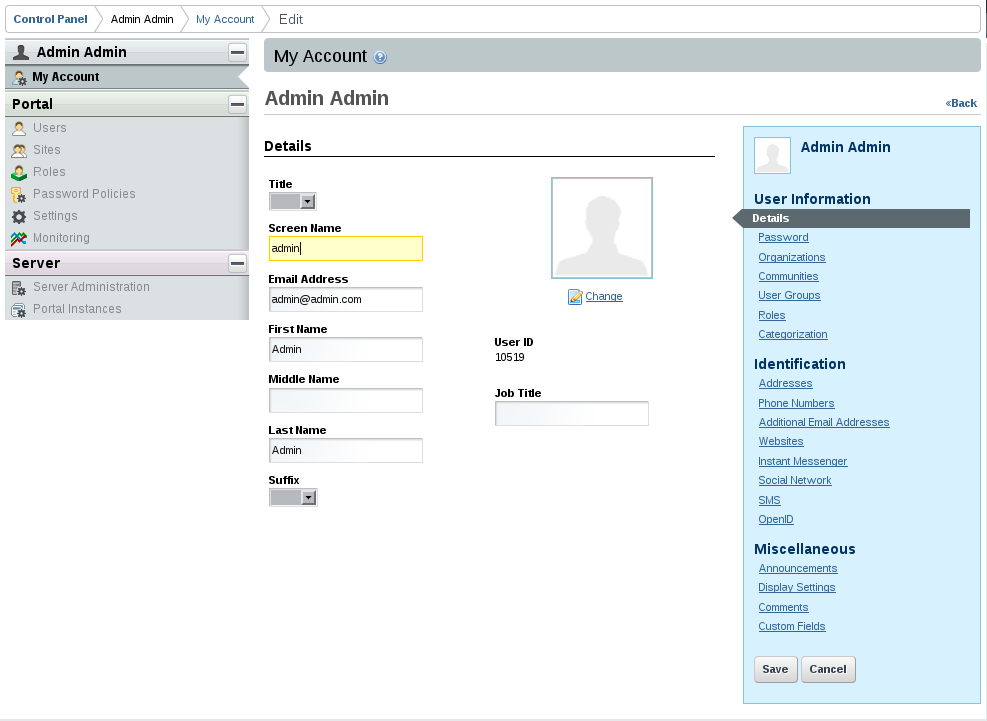 Control Panel Admin Admin My Account Edit
Admin Admin
My Account
Portal
Users
Sites
Roles
Password Policies
Settings
Monitoring
Server
Server Administration
Portal Instances
My Account ?
Admin Admin
«Back
Details
Title
Screen Name
admin
Email Address
admin@admin.com
First Name
Admin
Middle Name
Last Name
Admin
Suffix
Change
User ID
10519
Job Title
Admin Admin
User Information
Details
Password
Organizations
Communities
User Groups
Roles
Categorization
Identification
Addresses
Phone Numbers
Additional Email Addresses
Websites
Instant Messenger
Social Network
SMS
OpenID
Miscellaneous
Announcements
Display Settings
Comments
Custom Fields
Save Cancel